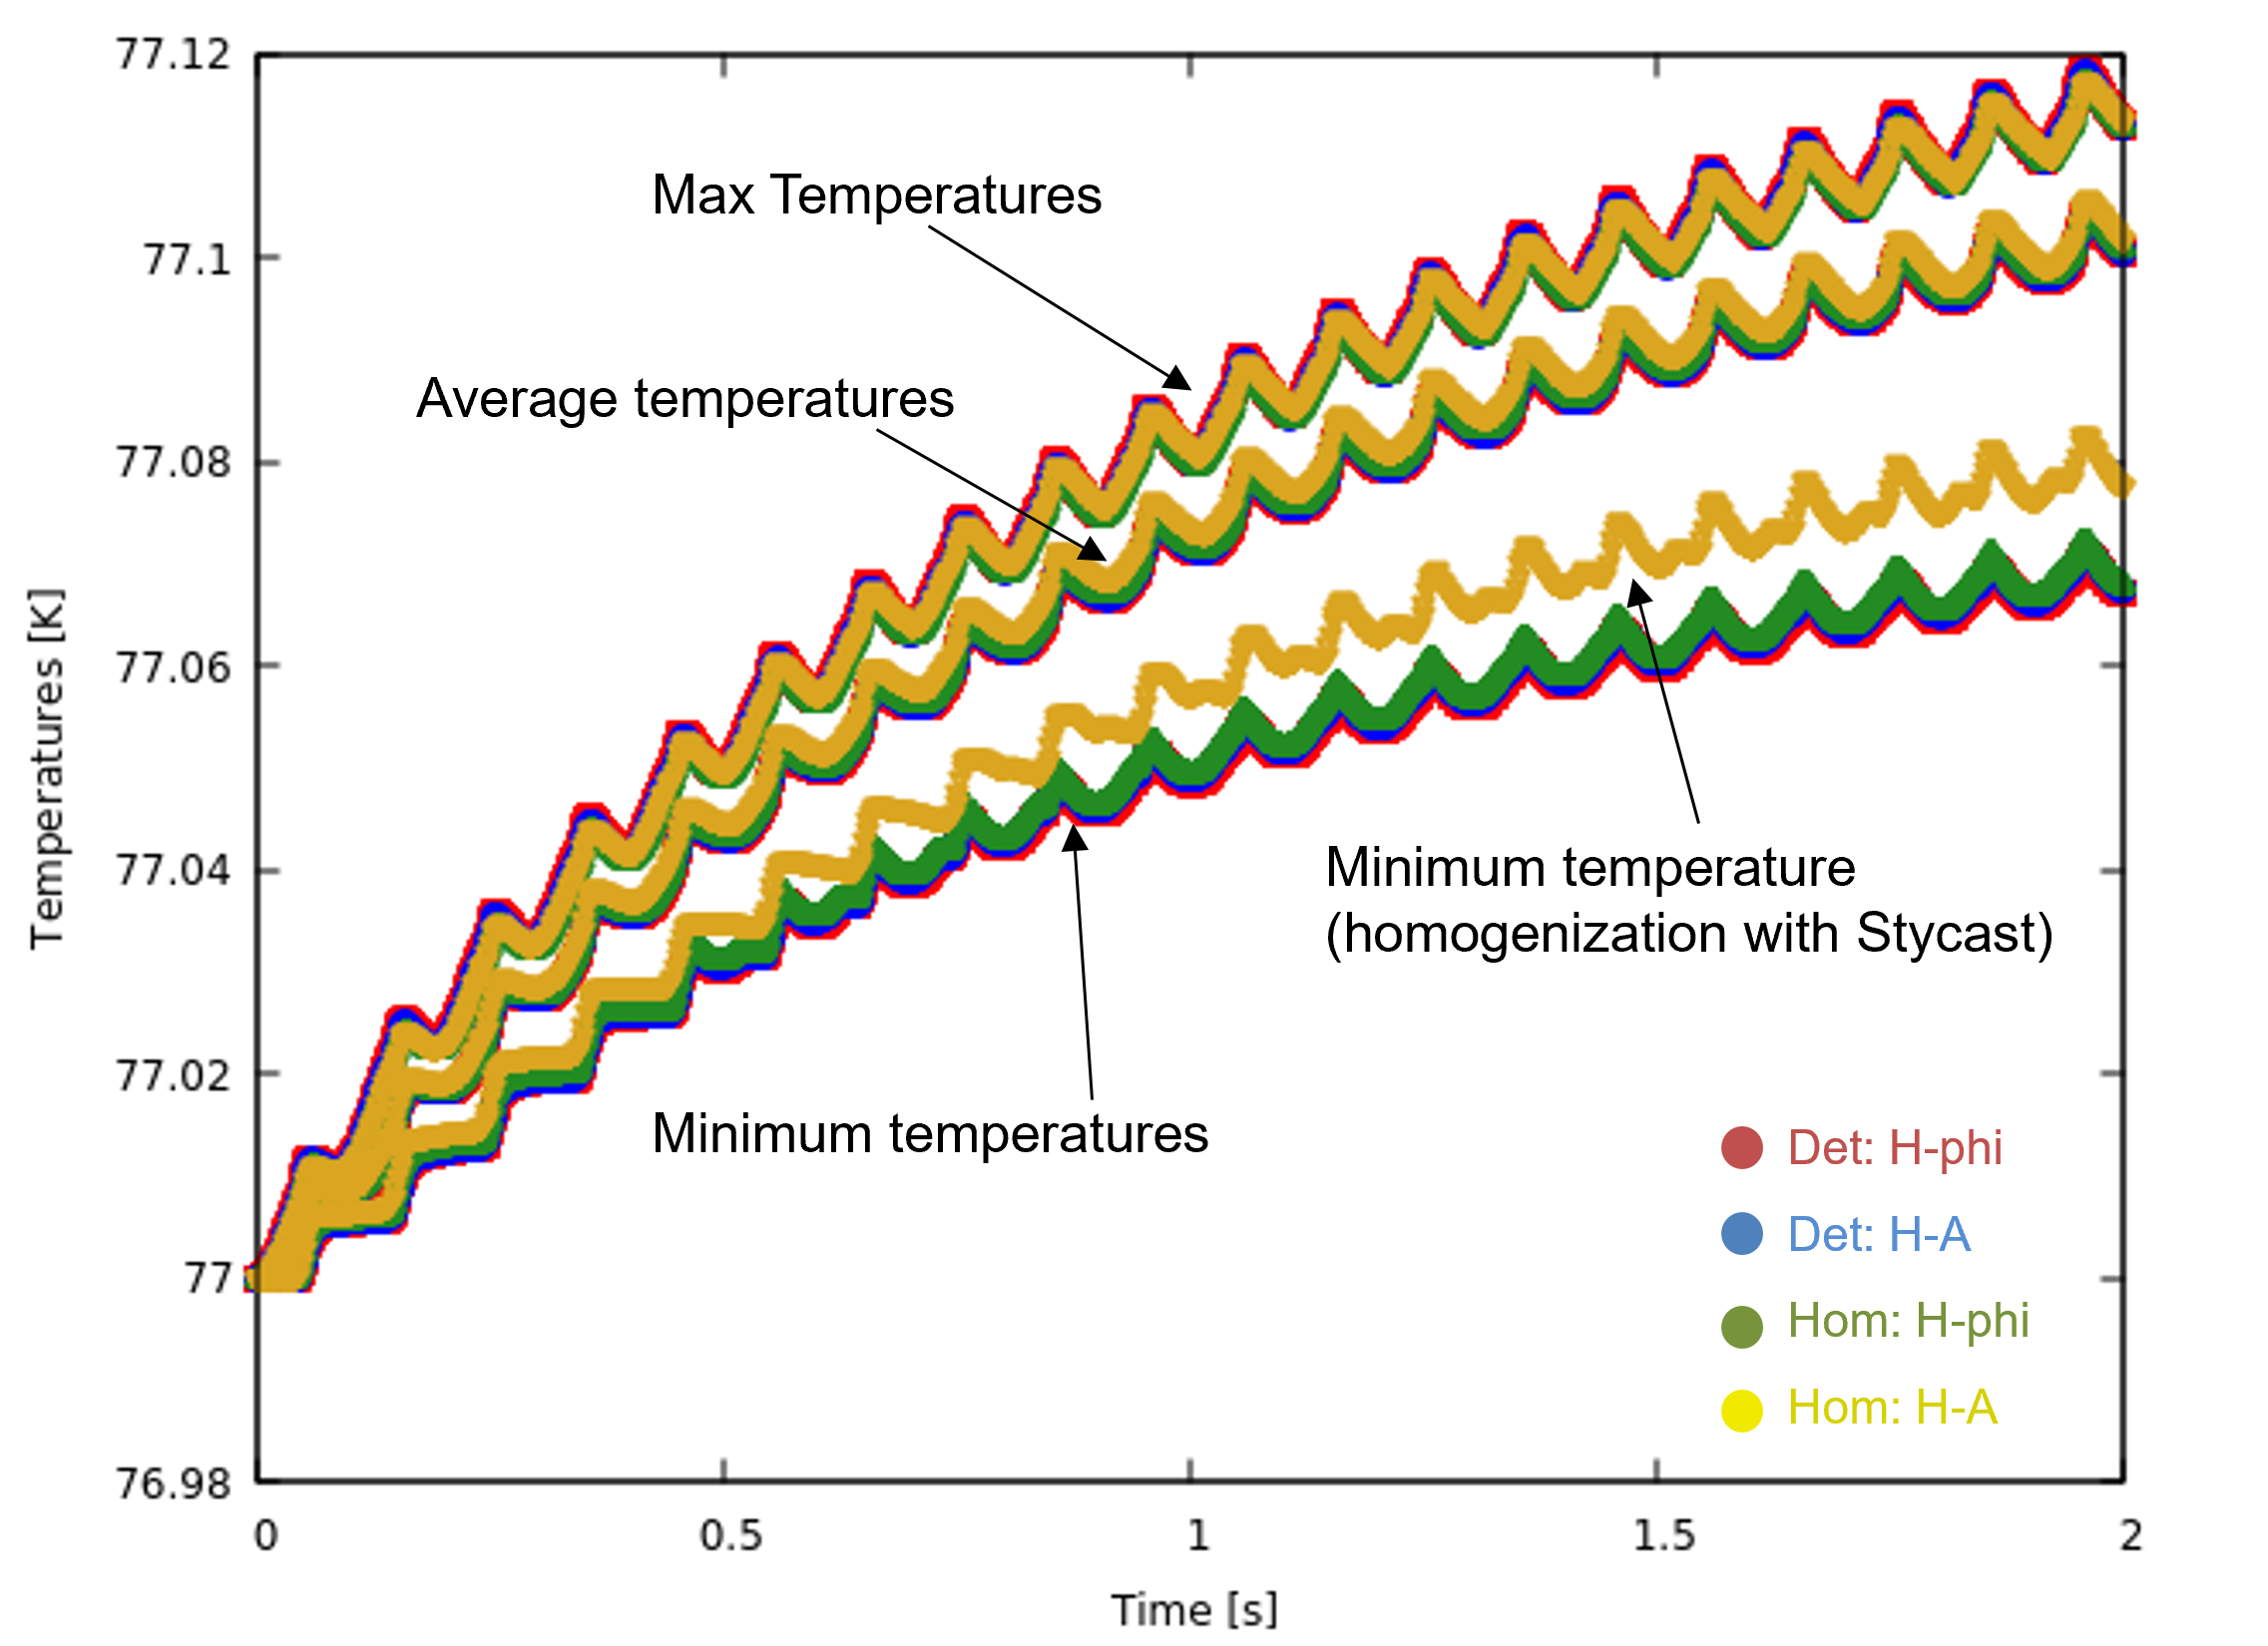 77.12
77.1
77.08
77.06
77.04
77.02
77
76.98
Temperatures [K]
Max Temperatures
Average temperatures
Minimum temperature
(homogenization with Stycast)
Minimum temperatures
Det: H-phi
Det: H-A
Hom: H-phi
Hom: H-A
0 0.5 1 1.5 2
Time [s]